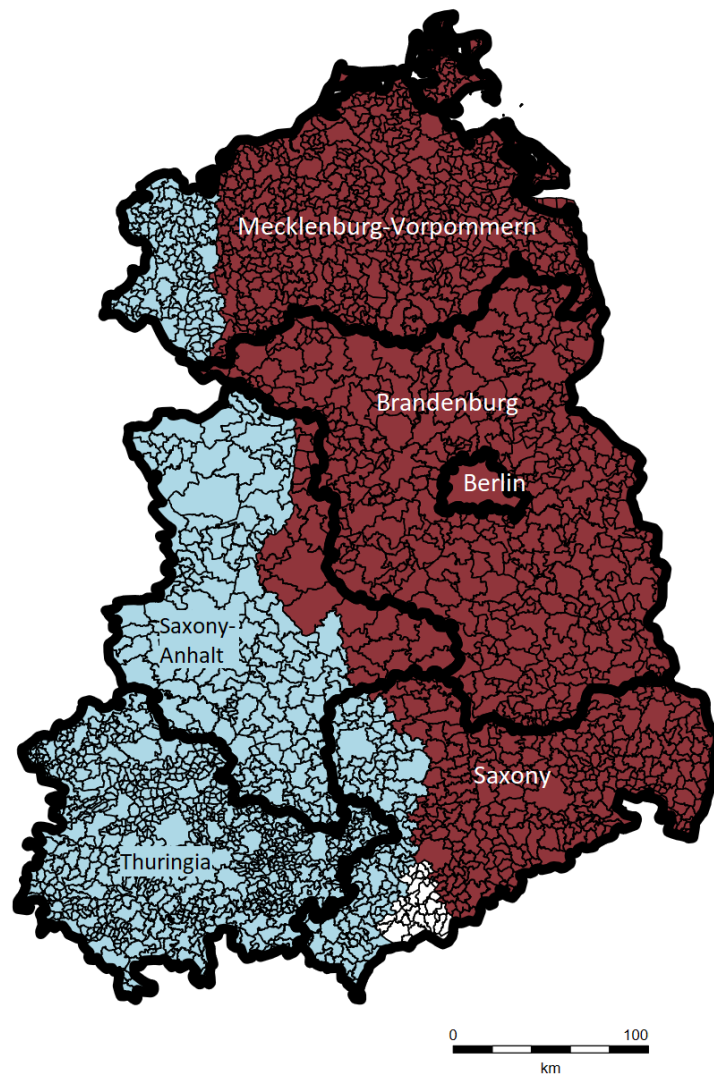 Mecklenburg-Vorpommern
Brandenburg
Berlin
Saxony-
Anhalt
Saxony
Thuringia
0 100
km